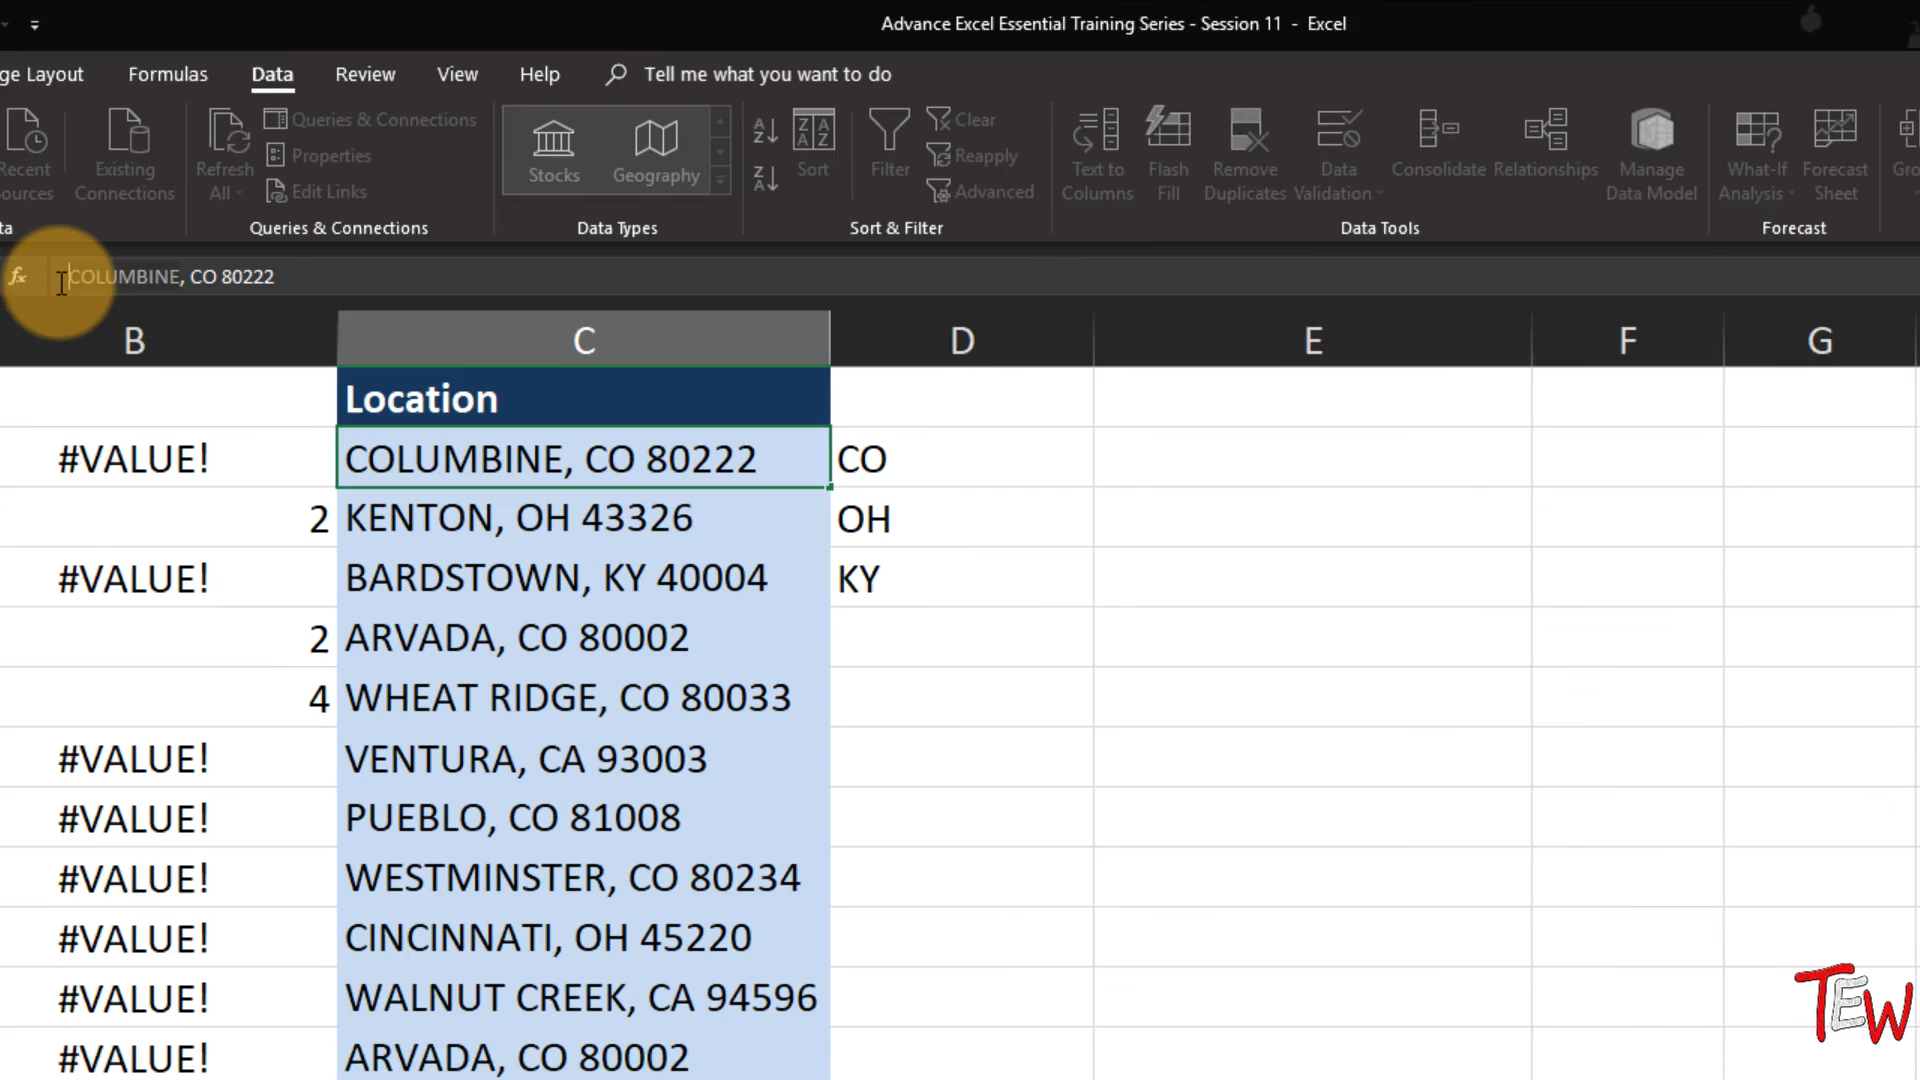 Advance Excel Essential Training Series - Session 11 - Excel
ge Layout Formulas Data Review View Help Tell me what you want to do
Recent
ources
Existing
Connections
Refresh
All
Queries & Connections
Properties
Edit Links
Queries & Connections
Stocks
Geography
Data Types
Sort
Filter
Clear
Reapply
Advanced
Sort & Filter
Text to
Columns
Flash
Fill
Remove
Duplicates
Data
Validation
Consolidate
Relationships
Manage
Data Model
Data Tools
What-If
Analysis
Forecast
Sheet
Forecast
Gro
ta
fx COLUMBINE, CO 80222
B C D E F G
Location
#VALUE! COLUMBINE, CO 80222 CO
2 KENTON, OH 43326 OH
#VALUE! BARDSTOWN, KY 40004 KY
2 ARVADA, CO 80002
4 WHEAT RIDGE, CO 80033
#VALUE! VENTURA, CA 93003
#VALUE! PUEBLO, CO 81008
#VALUE! WESTMINSTER, CO 80234
#VALUE! CINCINNATI, OH 45220
#VALUE! WALNUT CREEK, CA 94596
#VALUE! ARVADA, CO 80002
TEW